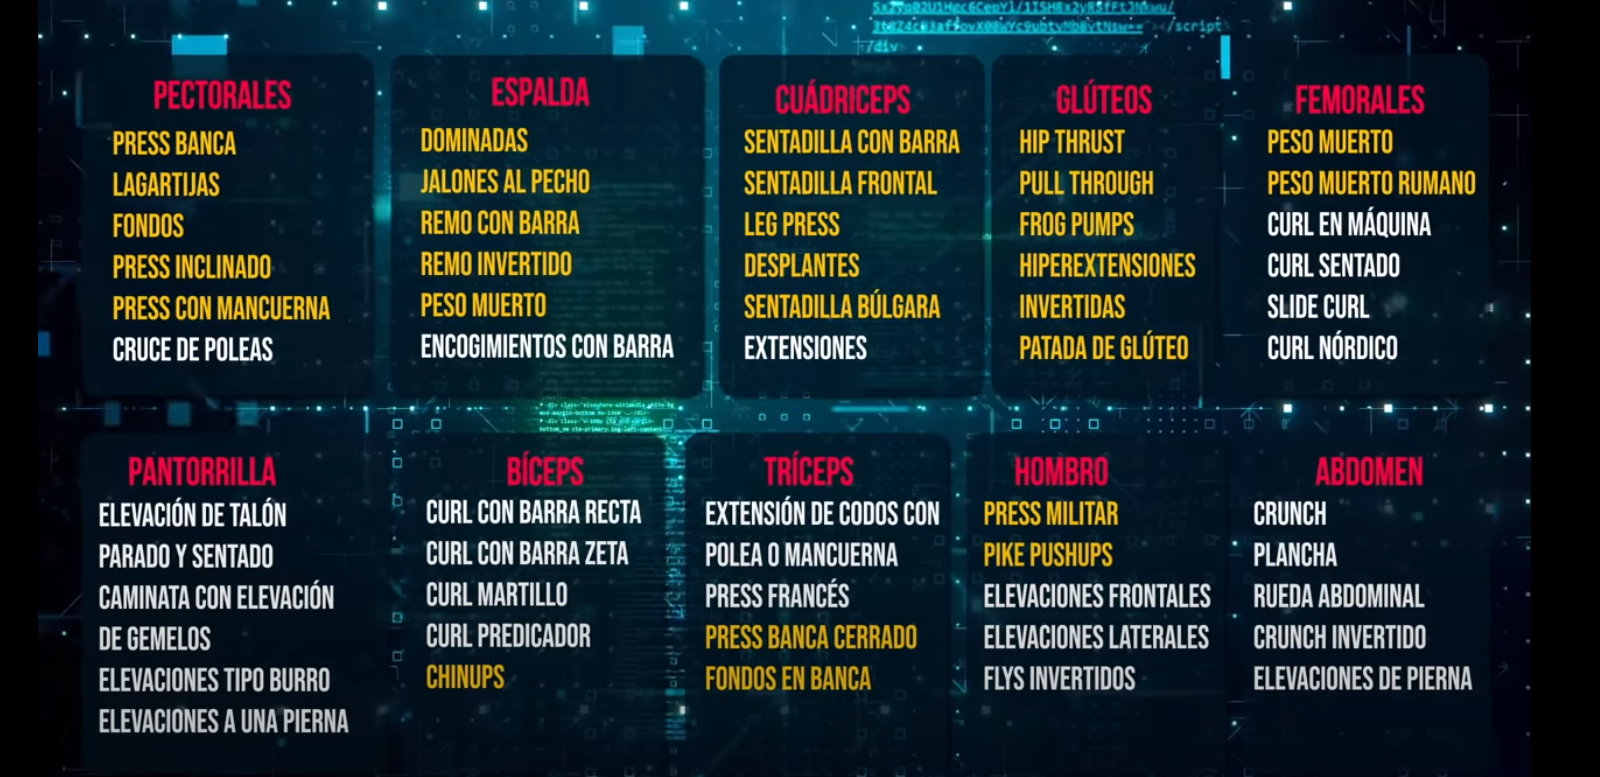 PECTORALES
PRESS BANCA
LAGARTIJAS
FONDOS
PRESS INCLINADO
PRESS CON MANCUERNA
CRUCE DE POLEAS
ESPALDA
DOMINADAS
JALONES AL PECHO
REMO CON BARRA
REMO INVERTIDO
PESO MUERTO
ENCOGIMIENTOS CON BARRA
CUÁDRICEPS
SENTADILLA CON BARRA
SENTADILLA FRONTAL
LEG PRESS
DESPLANTES
SENTADILLA BÚLGARA
EXTENSIONES
GLÚTEOS
HIP THRUST
PULL THROUGH
FROG PUMPS
HIPEREXTENSIONES
INVERTIDAS
PATADA DE GLÚTEO
FEMORALES
PESO MUERTO
PESO MUERTO RUMANO
CURL EN MÁQUINA
CURL SENTADO
SLIDE CURL
CURL NÓRDICO
PANTORRILLA
ELEVACIÓN DE TALÓN
PARADO Y SENTADO
CAMINATA CON ELEVACIÓN
DE GEMELOS
ELEVACIONES TIPO BURRO
ELEVACIONES A UNA PIERNA
BÍCEPS
CURL CON BARRA RECTA
CURL CON BARRA ZETA
CURL MARTILLO
CURL PREDICADOR
CHINUPS
TRÍCEPS
EXTENSIÓN DE CODOS CON
POLEA O MANCUERNA
PRESS FRANCÉS
PRESS BANCA CERRADO
FONDOS EN BANCA
HOMBRO
PRESS MILITAR
PIKE PUSHUPS
ELEVACIONES FRONTALES
ELEVACIONES LATERALES
FLYS INVERTIDOS
ABDOMEN
CRUNCH
PLANCHA
RUEDA ABDOMINAL
CRUNCH INVERTIDO
ELEVACIONES DE PIERNA